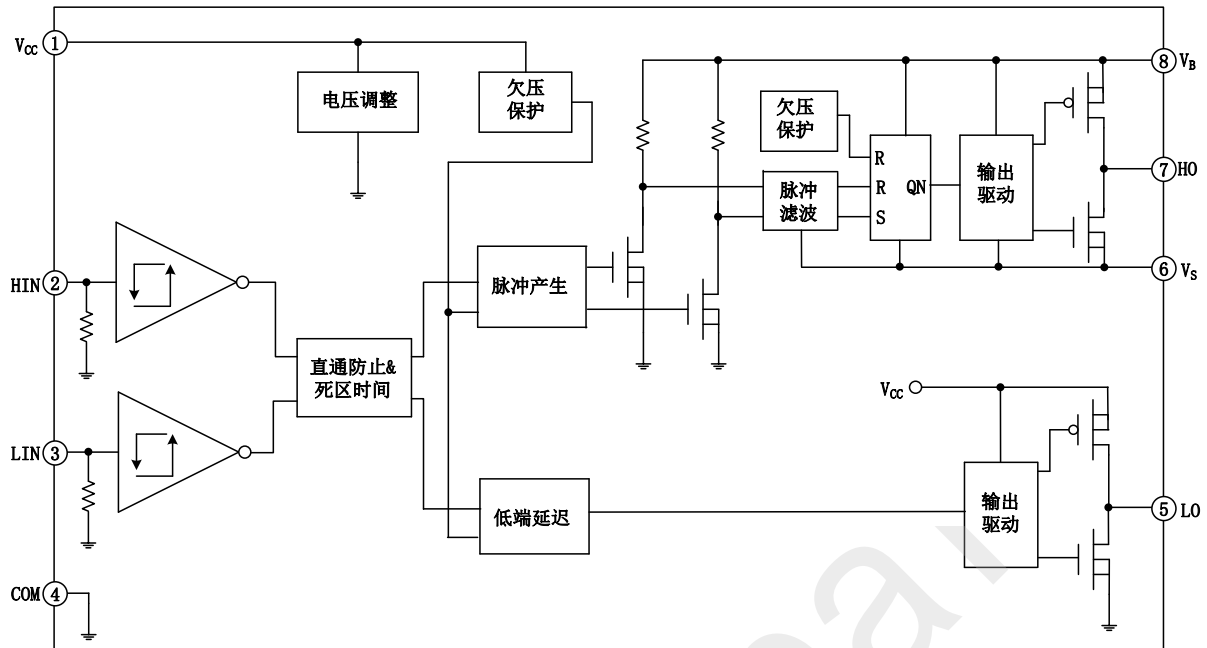 VCC 1
电压调整
欠压
保护
8 VB
欠压
保护
R
R QN
S
脉冲
滤波
输出
驱动
7 HO
6 VS
HIN 2
脉冲产生
直通防止&
死区时间
LIN 3
VCC
低端延迟
输出
驱动
5 LO
COM 4